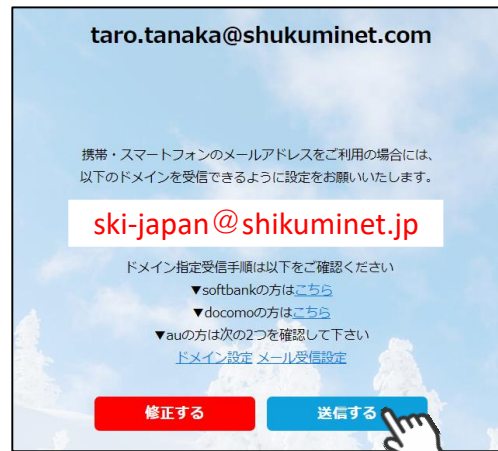 taro.tanaka@shukuminet.com
携帯・スマートフォンのメールアドレスをご利用の場合には、
以下のドメインを受信できるように設定をお願いいたします。
ski-japan＠shikuminet.jp
ドメイン指定受信手順は以下をご確認ください
▼softbankの方はこちら
▼docomoの方はこちら
▼auの方は次の2つを確認して下さい
ドメイン設定 メール受信設定
修正する 送信する